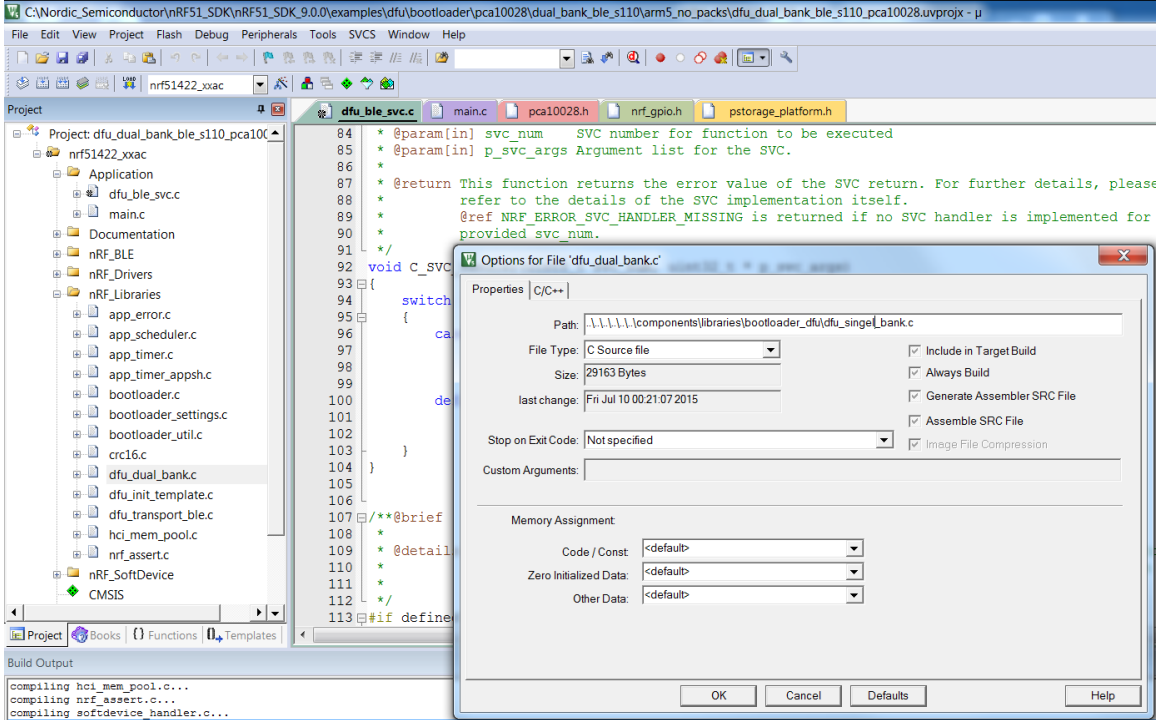 C:\Nordic_Semiconductor\nRF51_SDK\nRF51_SDK_9.0.0\examples\dfu\bootloader\pca10028\dual_bank_ble_s110\arm5_no_packs\dfu_dual_bank_ble_s110_pca10028.uvprojx - µ
File Edit View Project Flash Debug Peripherals Tools SVCS Window Help
LOAD nrf51422_xxac
Project
dfu_ble_svc.c main.c pca10028.h nrf_gpio.h pstorage_platform.h
Project: dfu_dual_bank_ble_s110_pca100
nrf51422_xxac
Application
dfu_ble_svc.c
main.c
Documentation
nRF_BLE
nRF_Drivers
nRF_Libraries
app_error.c
app_scheduler.c
app_timer.c
app_timer_appsh.c
bootloader.c
bootloader_settings.c
bootloader_util.c
crc16.c
dfu_dual_bank.c
dfu_init_template.c
dfu_transport_ble.c
hci_mem_pool.c
nrf_assert.c
nRF_SoftDevice
CMSIS
Project Books {} Functions Templates
84 * @param[in] svc_num SVC number for function to be executed
85 * @param[in] p_svc_args Argument list for the SVC.
86 *
87 * @return This function returns the error value of the SVC return. For further details, please
88 * refer to the details of the SVC implementation itself.
89 * @ref NRF_ERROR_SVC_HANDLER_MISSING is returned if no SVC handler is implemented for
90 * provided svc_num.
91 */
92 void C_SVC
93 {
94 switch
95 {
96 ca
97
98
99
100 de
101
102
103 }
104 }
105
106
107 /**@brief
108 *
109 * @detail
110 *
111 *
112 */
113 #if define
Options for File 'dfu_dual_bank.c'
Properties C/C++
Path: ..\..\..\..\..\..\components\libraries\bootloader_dfu\dfu_singel_bank.c
File Type: C Source file
Size: 29163 Bytes
last change: Fri Jul 10 00:21:07 2015
Include in Target Build
Always Build
Generate Assembler SRC File
Assemble SRC File
Image File Compression
Stop on Exit Code: Not specified
Custom Arguments:
Memory Assignment:
Code / Const: <default>
Zero Initialized Data: <default>
Other Data: <default>
OK Cancel Defaults Help
Build Output
compiling hci_mem_pool.c...
compiling nrf_assert.c...
compiling softdevice_handler.c...